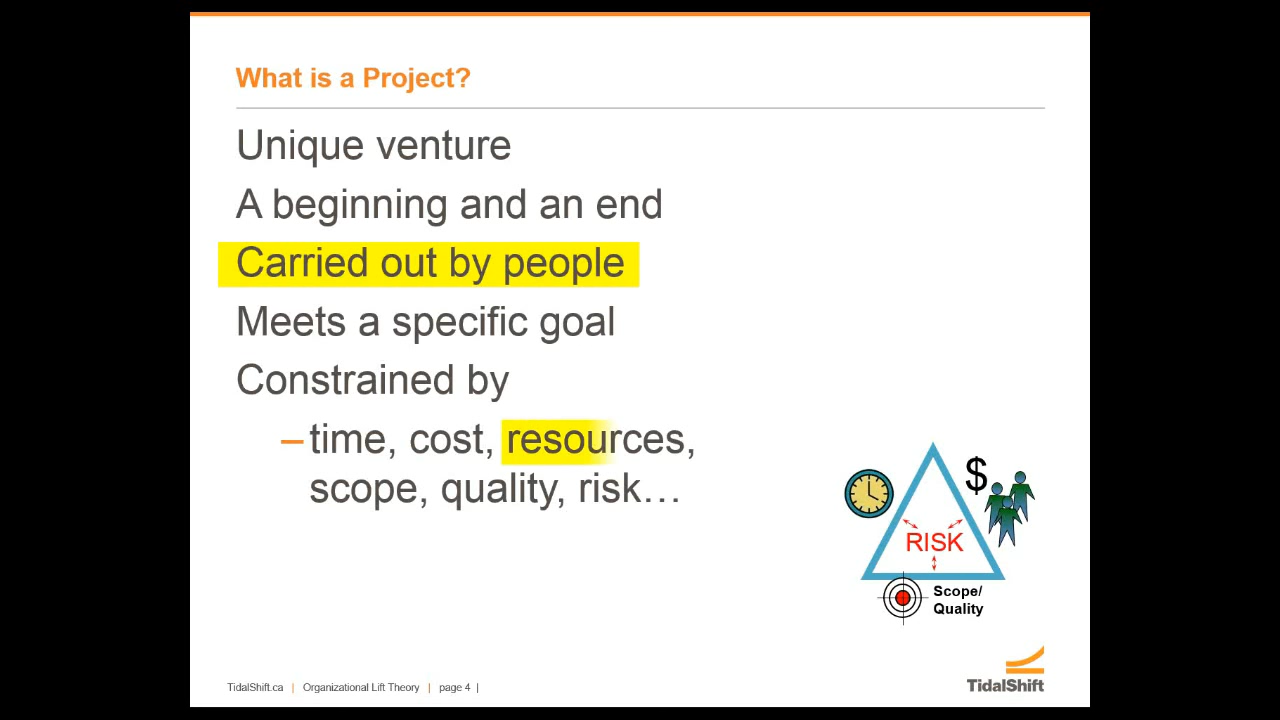 What is a Project?
Unique venture
A beginning and an end
Carried out by people
Meets a specific goal
Constrained by
– time, cost, resources,
scope, quality, risk…
$
RISK
Scope/
Quality
TidalShift.ca | Organizational Lift Theory | page 4 |
TidalShift